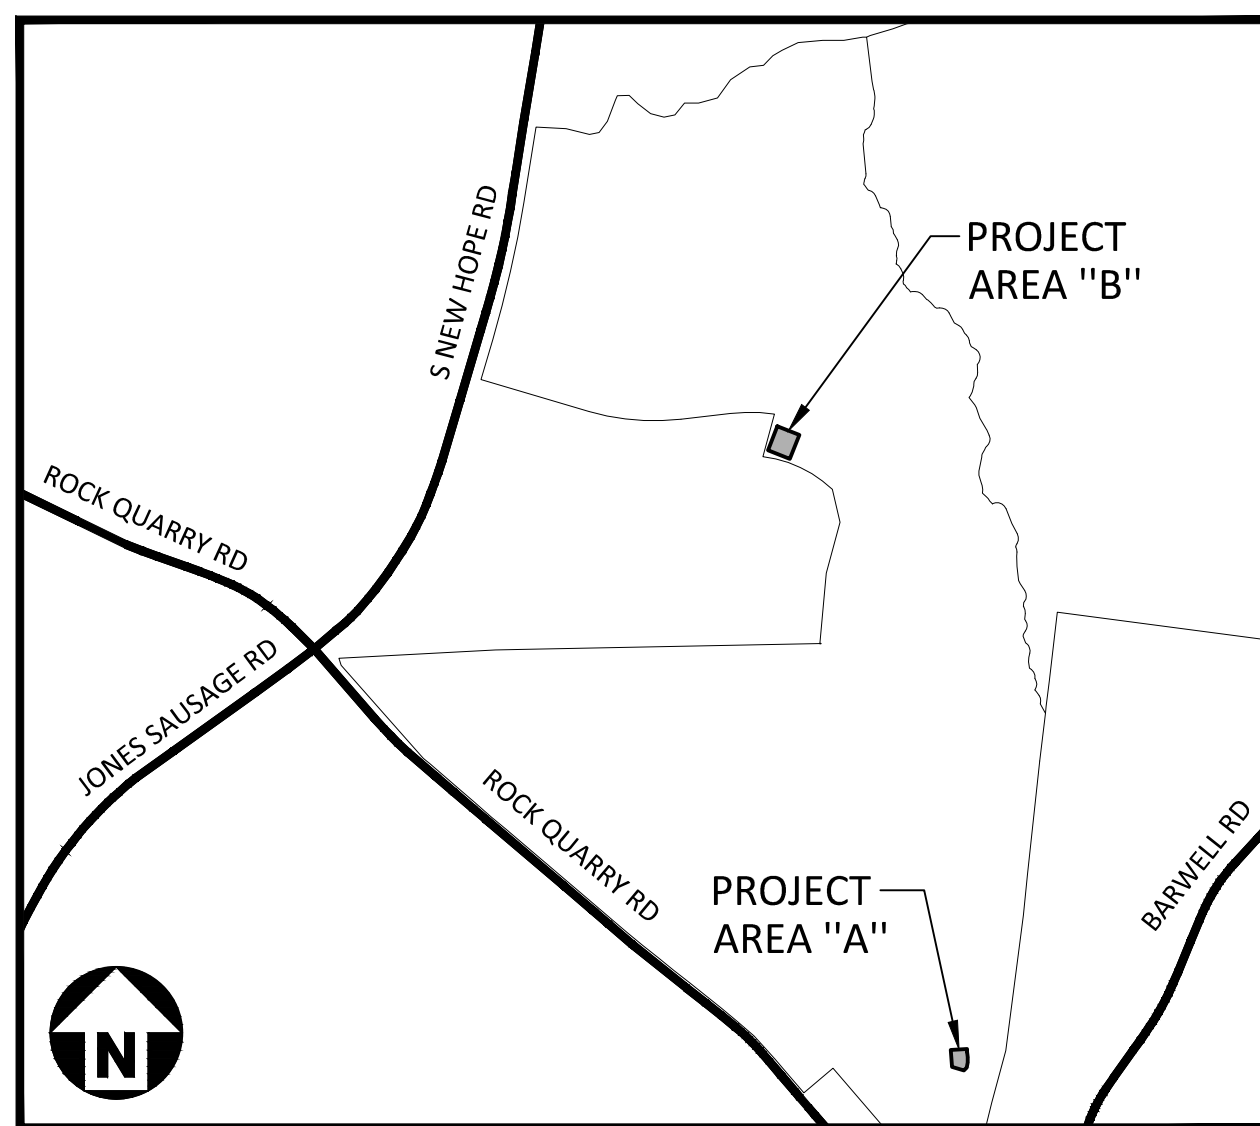 S NEW HOPE RD
PROJECT
AREA "B"
ROCK QUARRY RD
JONES SAUSAGE RD
ROCK QUARRY RD
BARWELL RD
PROJECT
AREA "A"
N